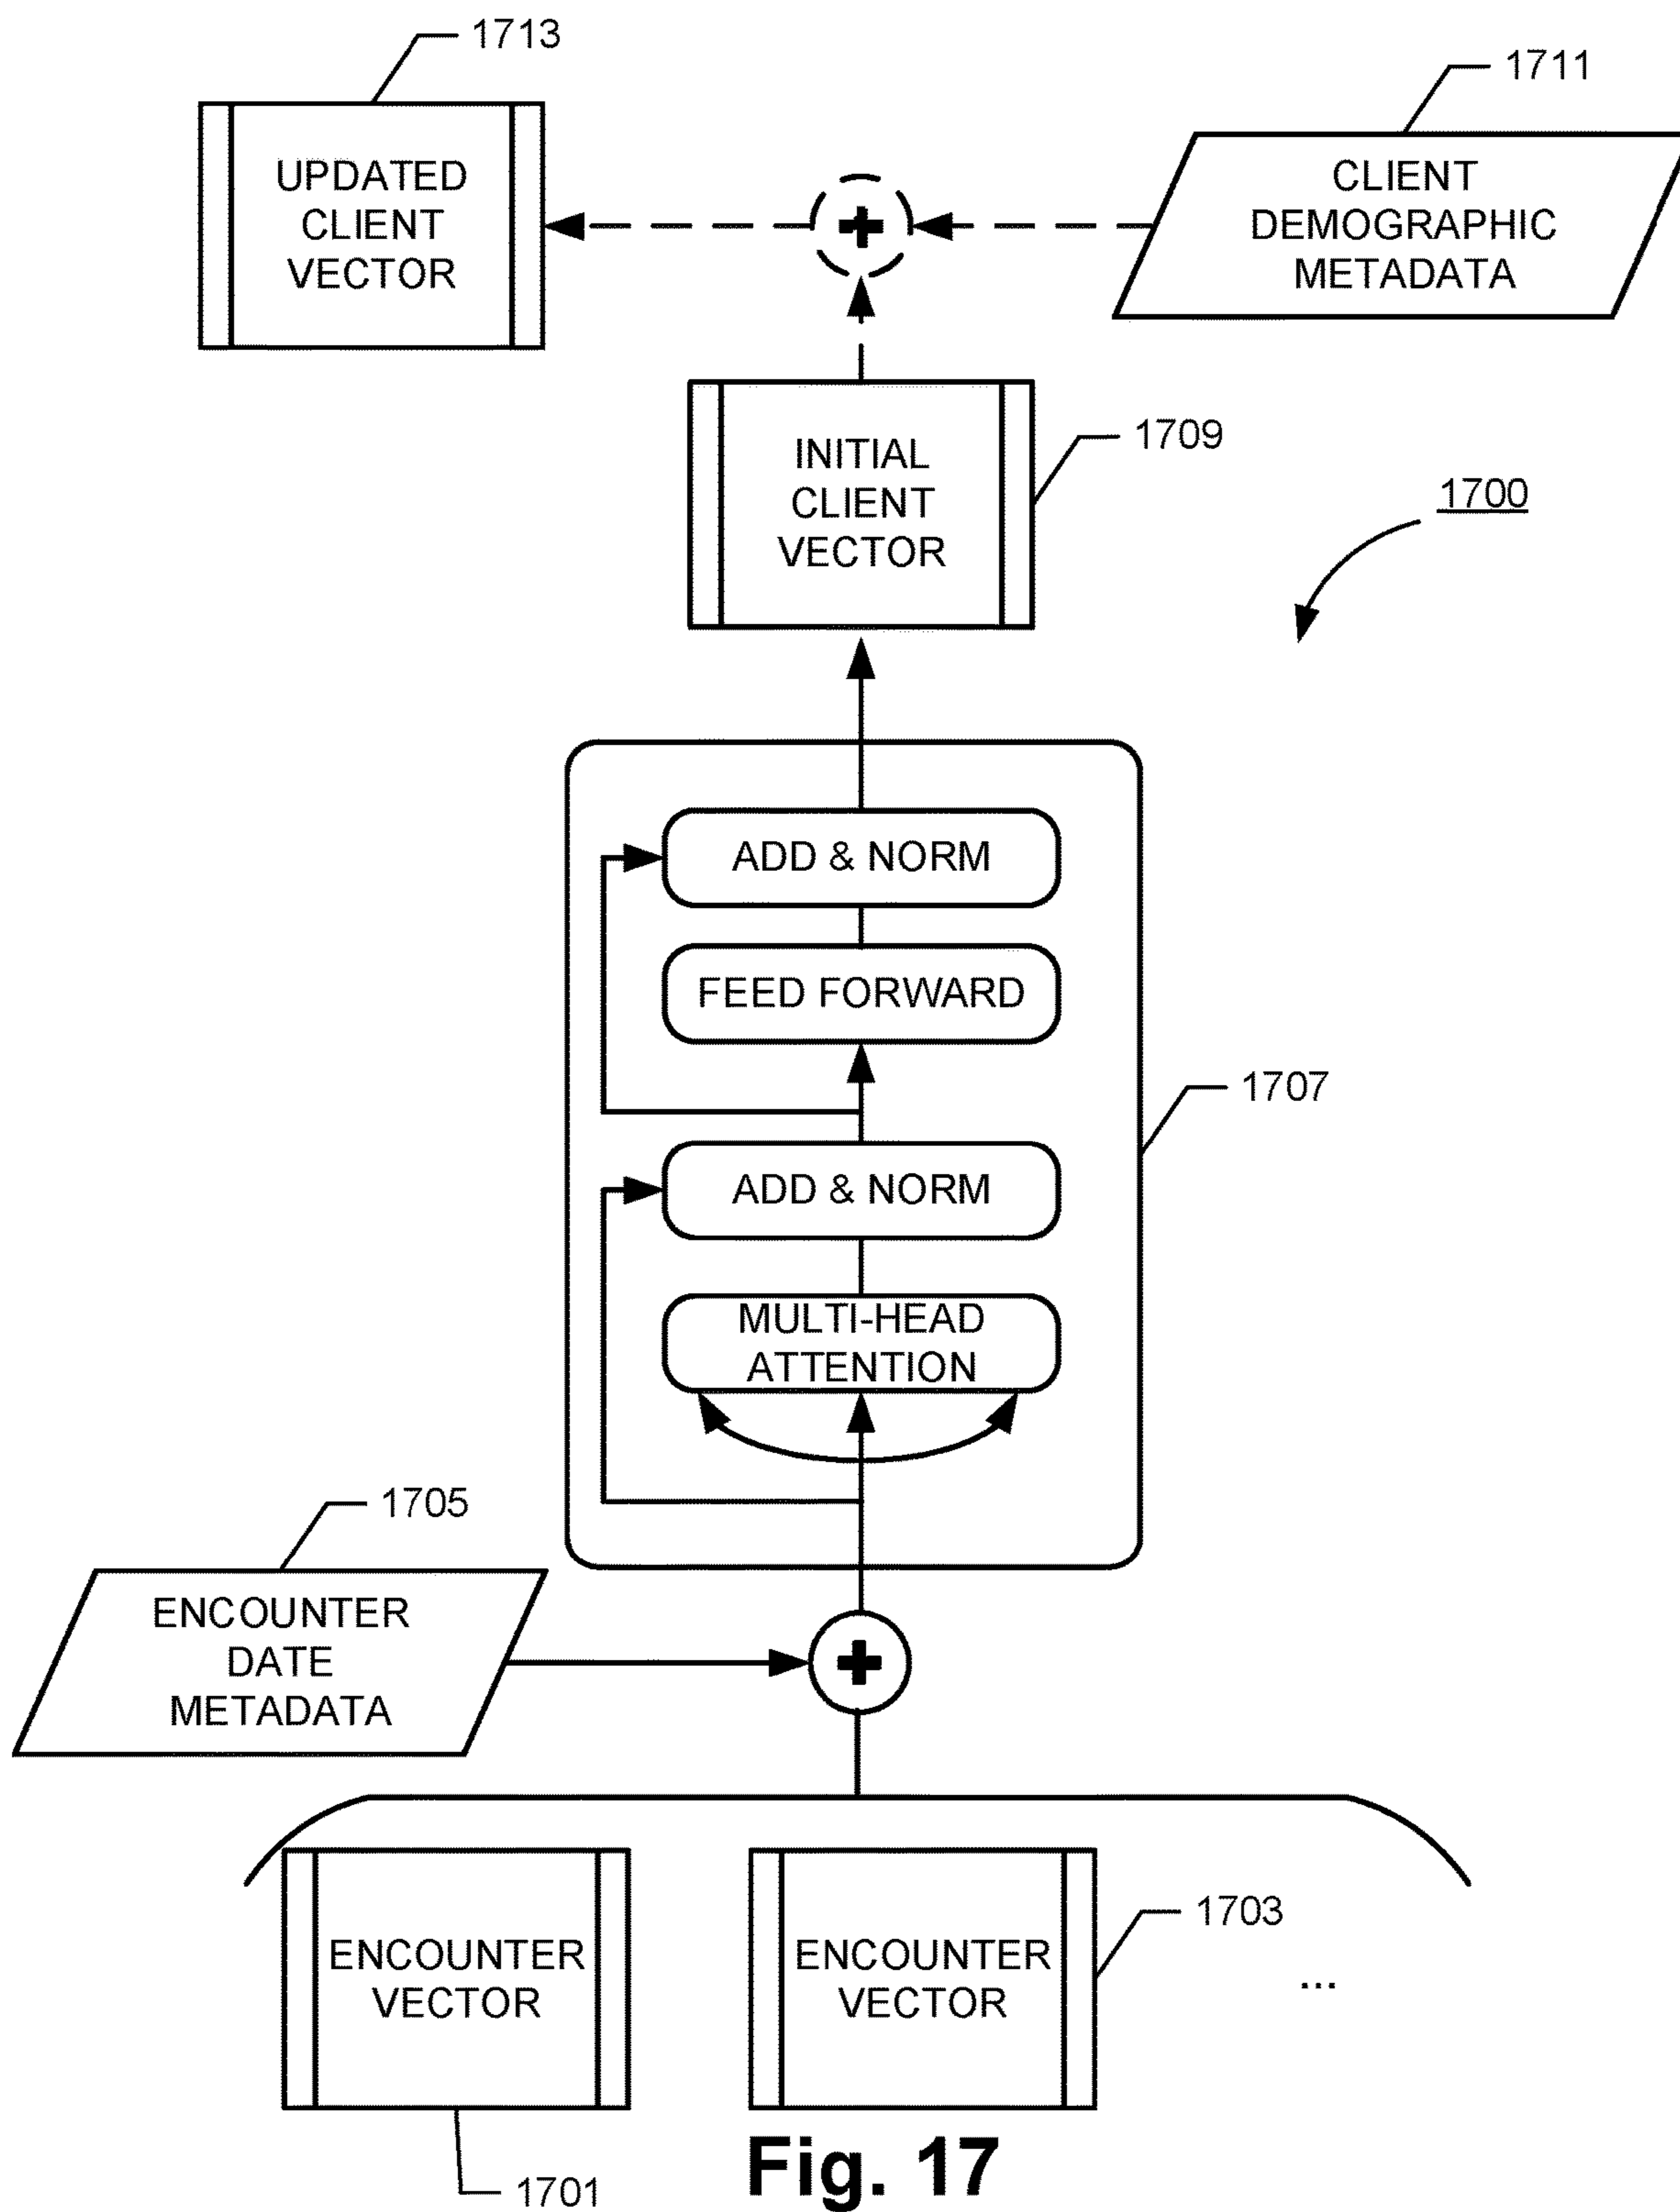 1713
1711
UPDATED
CLIENT
VECTOR
CLIENT
DEMOGRAPHIC
METADATA
INITIAL
CLIENT
VECTOR
1709
1700
ADD & NORM
FEED FORWARD
1707
ADD & NORM
MULTI-HEAD
ATTENTION
1705
ENCOUNTER
DATE
METADATA
ENCOUNTER
VECTOR
ENCOUNTER
VECTOR
1703
...
1701
Fig. 17